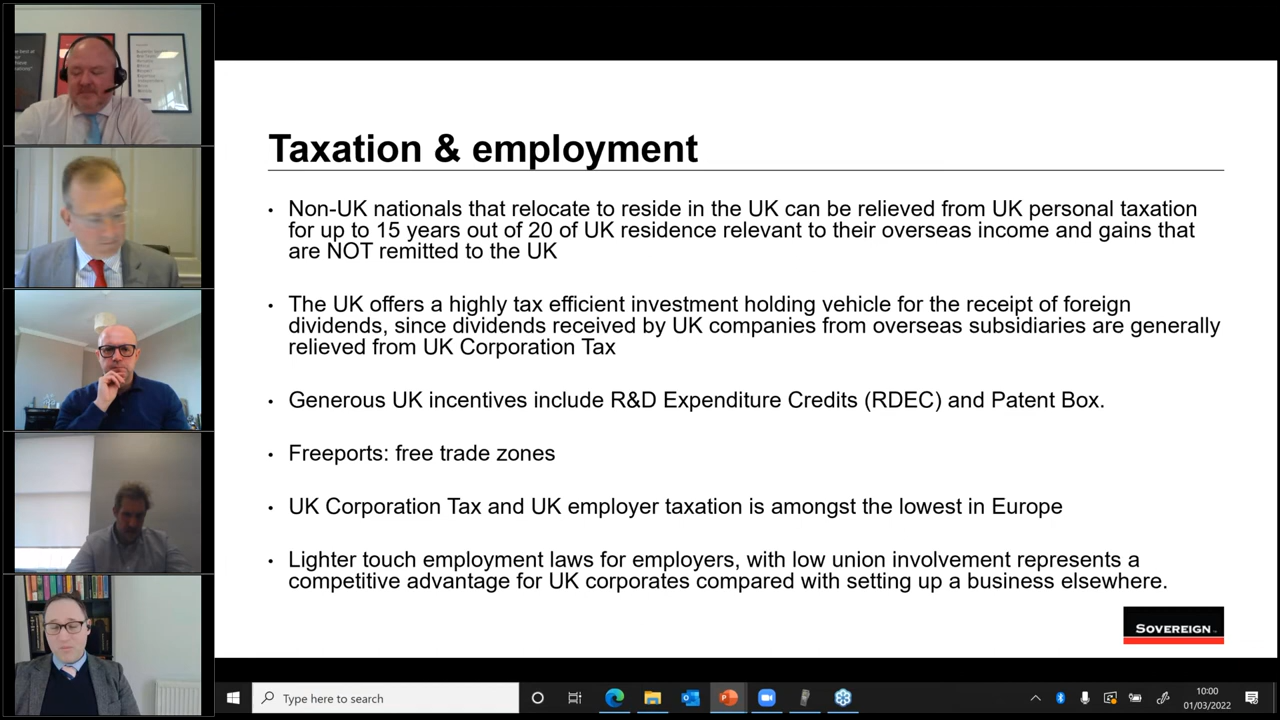 Taxation & employment
• Non-UK nationals that relocate to reside in the UK can be relieved from UK personal taxation
for up to 15 years out of 20 of UK residence relevant to their overseas income and gains that
are NOT remitted to the UK
• The UK offers a highly tax efficient investment holding vehicle for the receipt of foreign
dividends, since dividends received by UK companies from overseas subsidiaries are generally
relieved from UK Corporation Tax
• Generous UK incentives include R&D Expenditure Credits (RDEC) and Patent Box.
• Freeports: free trade zones
• UK Corporation Tax and UK employer taxation is amongst the lowest in Europe
• Lighter touch employment laws for employers, with low union involvement represents a
competitive advantage for UK corporates compared with setting up a business elsewhere.
SOVEREIGN
Type here to search
10:00
01/03/2022